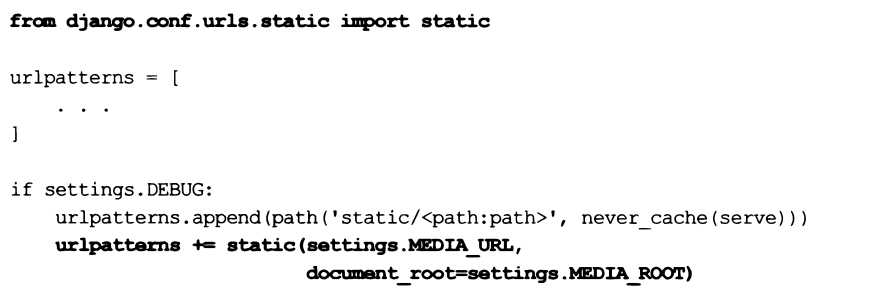 from django.conf.urls.static import static
urlpatterns = [
. . .
]
if settings.DEBUG:
urlpatterns.append(path('static/<path:path>', never_cache(serve)))
urlpatterns += static(settings.MEDIA_URL,
document_root=settings.MEDIA_ROOT)